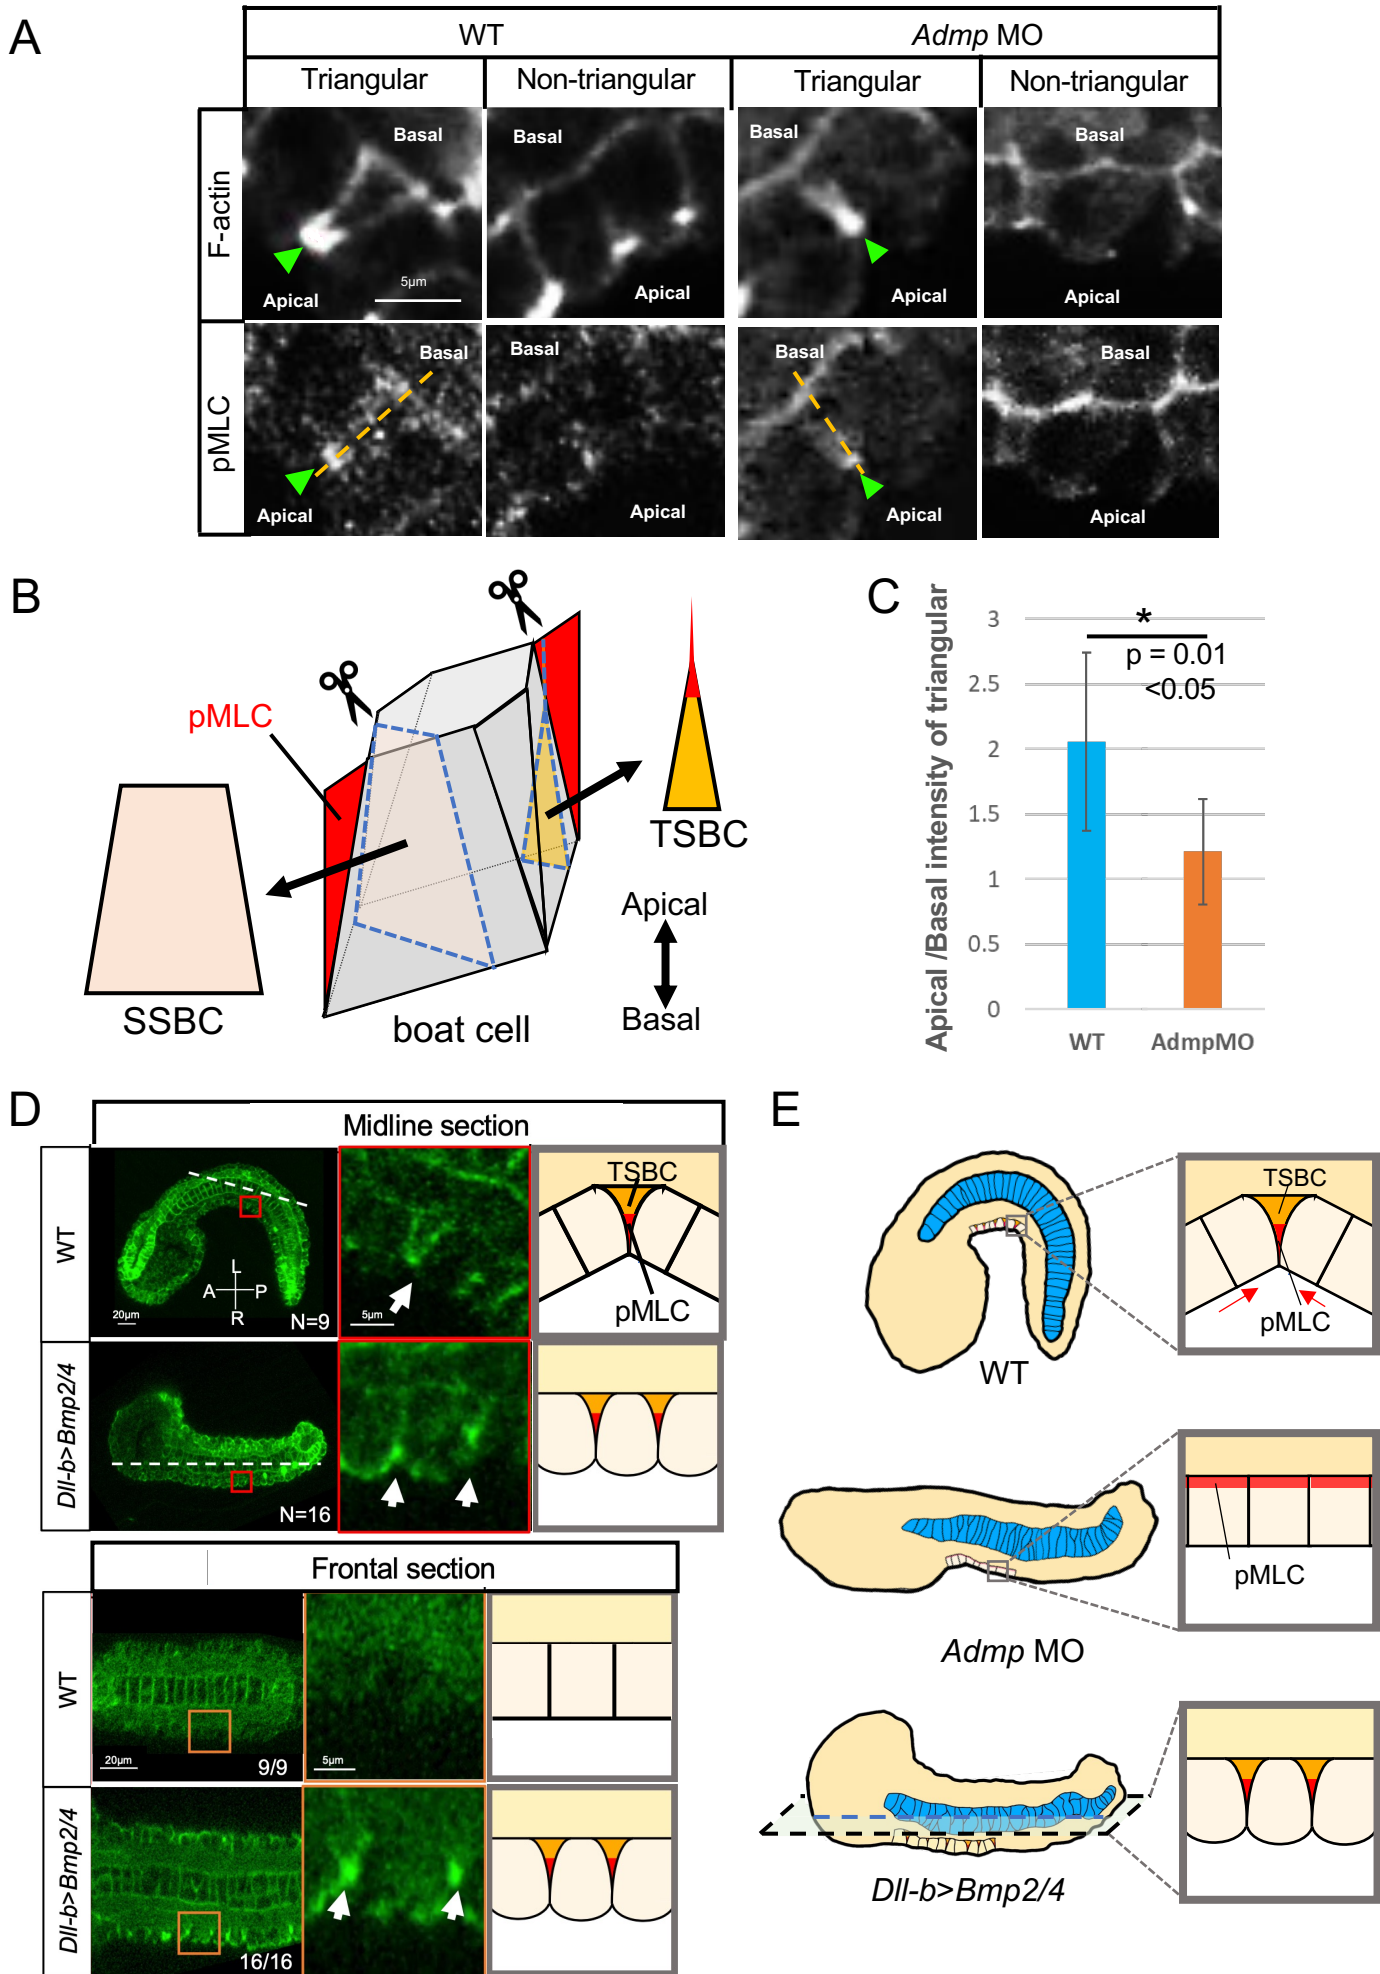 A
WT
Admp MO
Triangular
Non-triangular
Triangular
Non-triangular
F-actin
Basal
Apical
5μm
Basal
Apical
Basal
Apical
Basal
Apical
pMLC
Basal
Apical
Basal
Apical
Basal
Apical
Basal
Apical
B
pMLC
SSBC
boat cell
TSBC
Apical
Basal
C
Apical /Basal intensity of triangular
3
2.5
2
1.5
1
0.5
0
*
p = 0.01
<0.05
WT
AdmpMO
D
Midline section
WT
20μm
L
A
P
R
N=9
5μm
TSBC
pMLC
Dll-b>Bmp2/4
N=16
Frontal section
WT
20μm
9/9
5μm
Dll-b>Bmp2/4
16/16
E
WT
TSBC
pMLC
Admp MO
pMLC
Dll-b>Bmp2/4